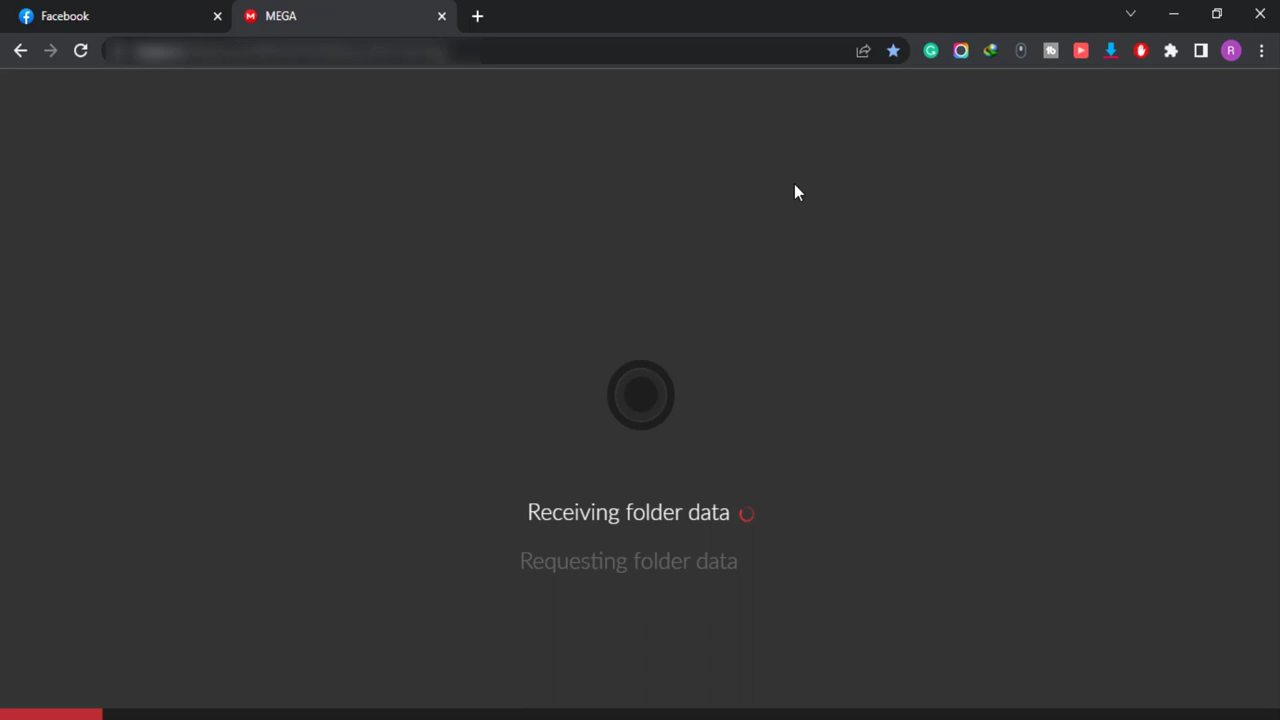 Facebook
MEGA
R
Receiving folder data
Requesting folder data